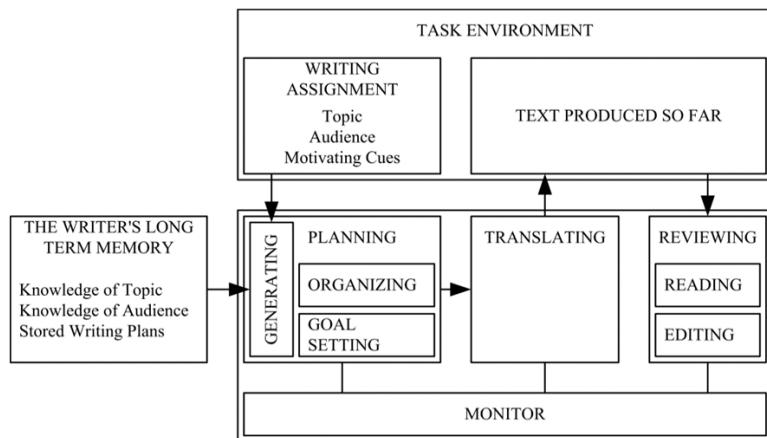 TASK ENVIRONMENT
WRITING
ASSIGNMENT
Topic
Audience
Motivating Cues
TEXT PRODUCED SO FAR
THE WRITER'S LONG
TERM MEMORY
Knowledge of Topic
Knowledge of Audience
Stored Writing Plans
GENERATING
PLANNING
ORGANIZING
GOAL
SETTING
TRANSLATING
REVIEWING
READING
EDITING
MONITOR